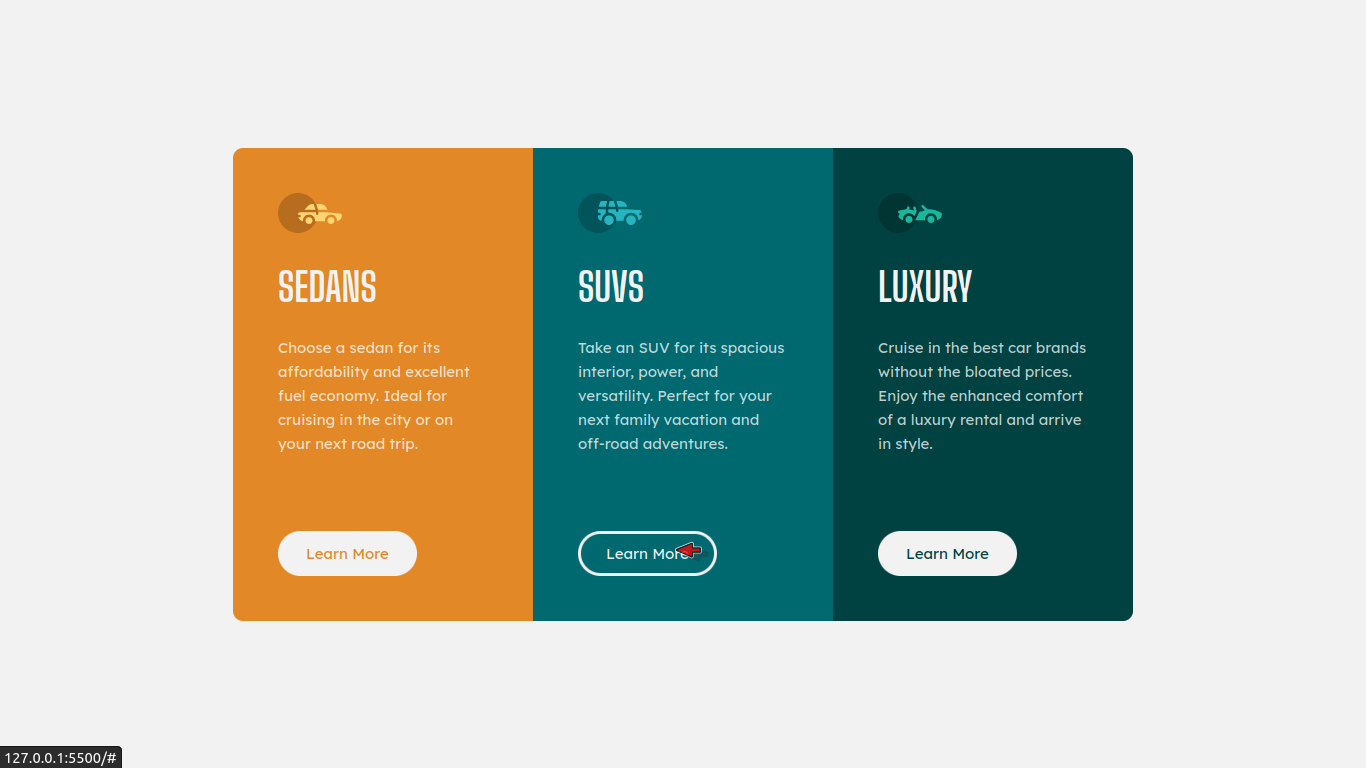 SEDANS
Choose a sedan for its
affordability and excellent
fuel economy. Ideal for
cruising in the city or on
your next road trip.
Learn More
SUVS
Take an SUV for its spacious
interior, power, and
versatility. Perfect for your
next family vacation and
off-road adventures.
Learn More
LUXURY
Cruise in the best car brands
without the bloated prices.
Enjoy the enhanced comfort
of a luxury rental and arrive
in style.
Learn More
127.0.0.1:5500/#